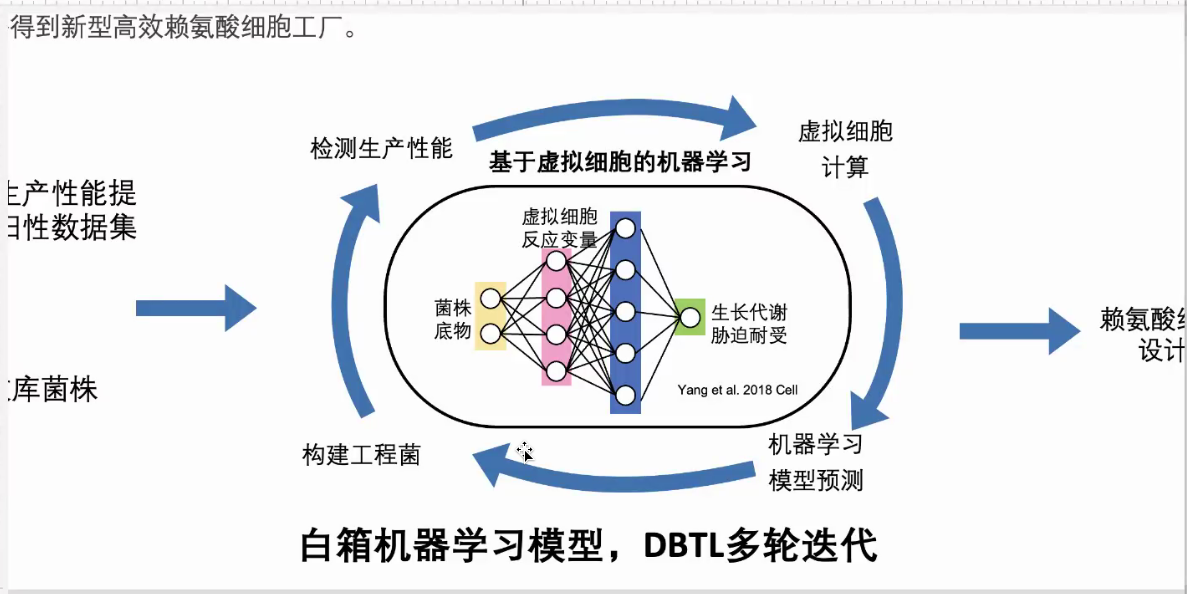 得到新型高效赖氨酸细胞工厂。
检测生产性能
虚拟细胞
计算
基于虚拟细胞的机器学习
生产性能提
性数据集
虚拟细胞
反应变量
菌株
底物
生长代谢
胁迫耐受
Yang et al. 2018 Cell
赖氨酸
设计
库菌株
构建工程菌
机器学习
模型预测
白箱机器学习模型，DBTL多轮迭代